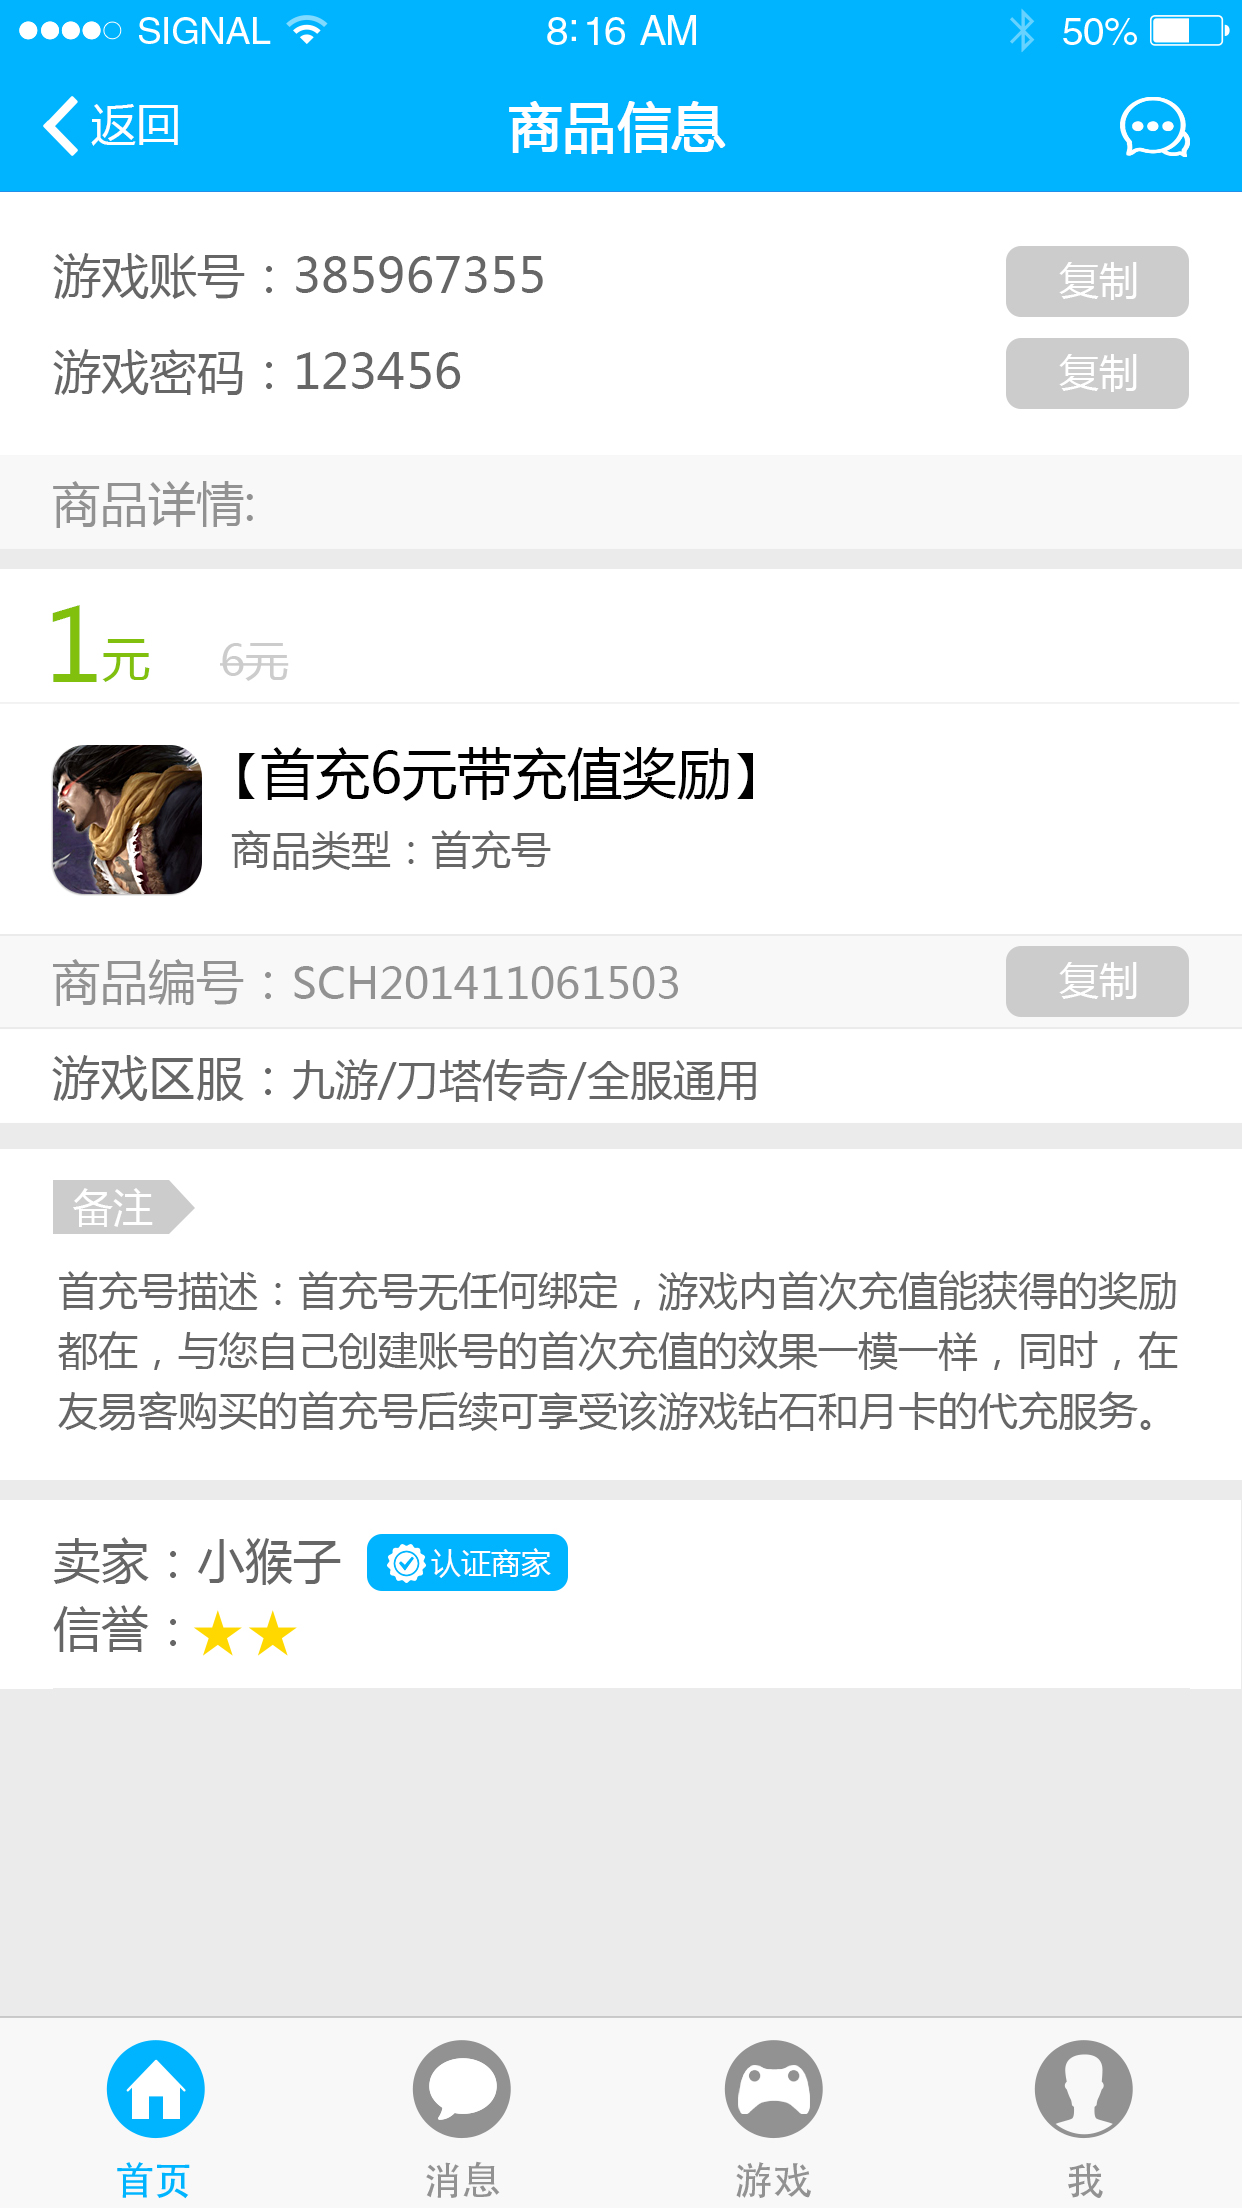 SIGNAL 8:16 AM 50%
返回 商品信息
游戏账号：385967355 复制
游戏密码：123456 复制
商品详情:
1元 6元
【首充6元带充值奖励】
商品类型：首充号
商品编号：SCH201411061503 复制
游戏区服：九游/刀塔传奇/全服通用
备注
首充号描述：首充号无任何绑定，游戏内首次充值能获得的奖励
都在，与您自己创建账号的首次充值的效果一模一样，同时，在
友易客购买的首充号后续可享受该游戏钻石和月卡的代充服务。
卖家：小猴子 认证商家
信誉：★★
首页 消息 游戏 我